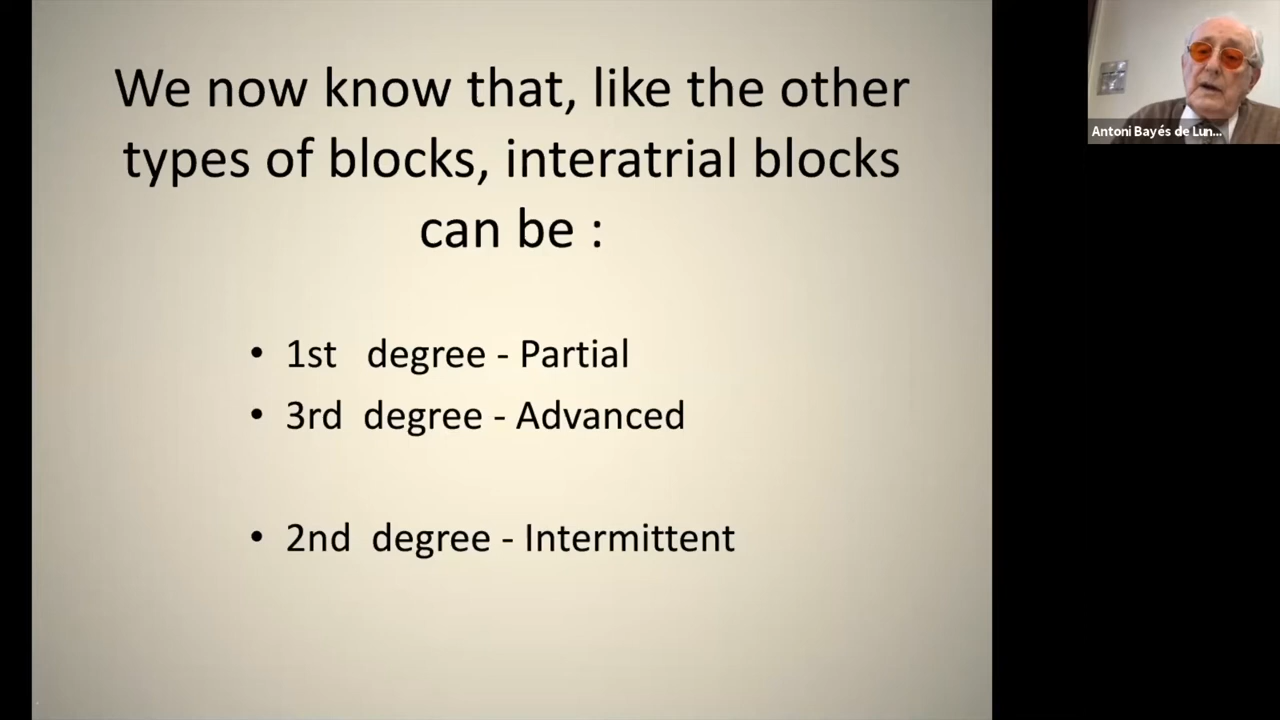 We now know that, like the other
types of blocks, interatrial blocks
can be :
• 1st degree - Partial
• 3rd degree - Advanced
• 2nd degree - Intermittent
Antoni Bayés de Lun...